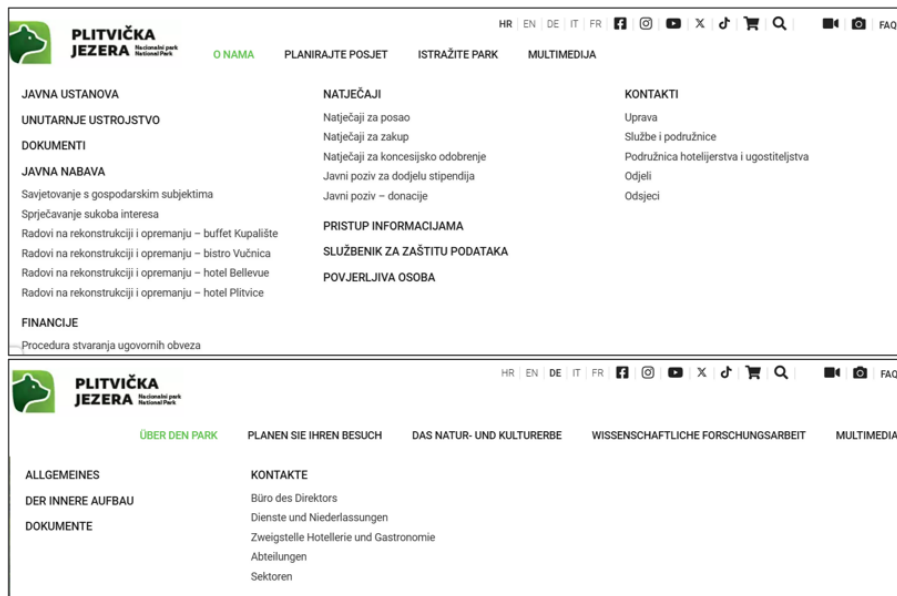 HR | EN | DE | IT | FR
FAQ
PLITVIČKA
JEZERA Nacionalni park
National Park
O NAMA PLANIRAJTE POSJET ISTRAŽITE PARK MULTIMEDIJA
JAVNA USTANOVA
UNUTARNJE USTROJSTVO
DOKUMENTI
JAVNA NABAVA
Savjetovanje s gospodarskim subjektima
Sprječavanje sukoba interesa
Radovi na rekonstrukciji i opremanju – buffet Kupalište
Radovi na rekonstrukciji i opremanju – bistro Vučnica
Radovi na rekonstrukciji i opremanju – hotel Bellevue
Radovi na rekonstrukciji i opremanju – hotel Plitvice
FINANCIJE
Procedura stvaranja ugovornih obveza
NATJEČAJI
Natječaji za posao
Natječaji za zakup
Natječaji za koncesijsko odobrenje
Javni poziv za dodjelu stipendija
Javni poziv – donacije
PRISTUP INFORMACIJAMA
SLUŽBENIK ZA ZAŠTITU PODATAKA
POVJERLJIVA OSOBA
KONTAKTI
Uprava
Službe i podružnice
Podružnica hotelijerstva i ugostiteljstva
Odjeli
Odsjeci
HR | EN | DE | IT | FR
FAQ
PLITVIČKA
JEZERA Nacionalni park
National Park
ÜBER DEN PARK PLANEN SIE IHREN BESUCH DAS NATUR- UND KULTURERBE WISSENSCHAFTLICHE FORSCHUNGSARBEIT MULTIMEDIA
ALLGEMEINES
DER INNERE AUFBAU
DOKUMENTE
KONTAKTE
Büro des Direktors
Dienste und Niederlassungen
Zweigstelle Hotellerie und Gastronomie
Abteilungen
Sektoren